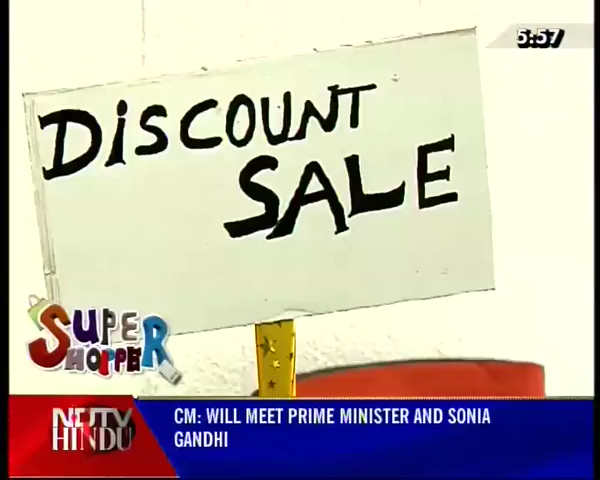 5:57
DiSCOUNT
SALE
SUPER
SHOPPER
NDTV
HINDU
CM: WILL MEET PRIME MINISTER AND SONIA
GANDHI